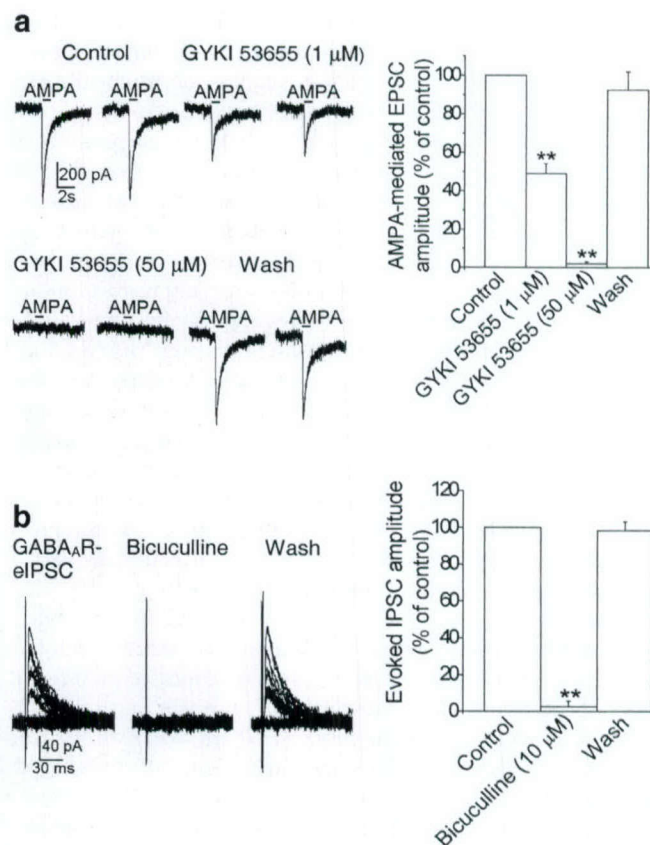 a
Control GYKI 53655 (1 µM)
AMPA AMPA AMPA AMPA
200 pA
2s
GYKI 53655 (50 µM) Wash
AMPA AMPA AMPA AMPA
AMPA-mediated EPSC
amplitude (% of control)
100
80
60
40
20
0
**
**
Control
GYKI 53655 (1 µM)
GYKI 53655 (50 µM)
Wash
b
GABAAR-
eIPSC
Bicuculline Wash
40 pA
30 ms
Evoked IPSC amplitude
(% of control)
120
100
80
60
40
20
0
**
Control
Bicuculline (10 µM)
Wash